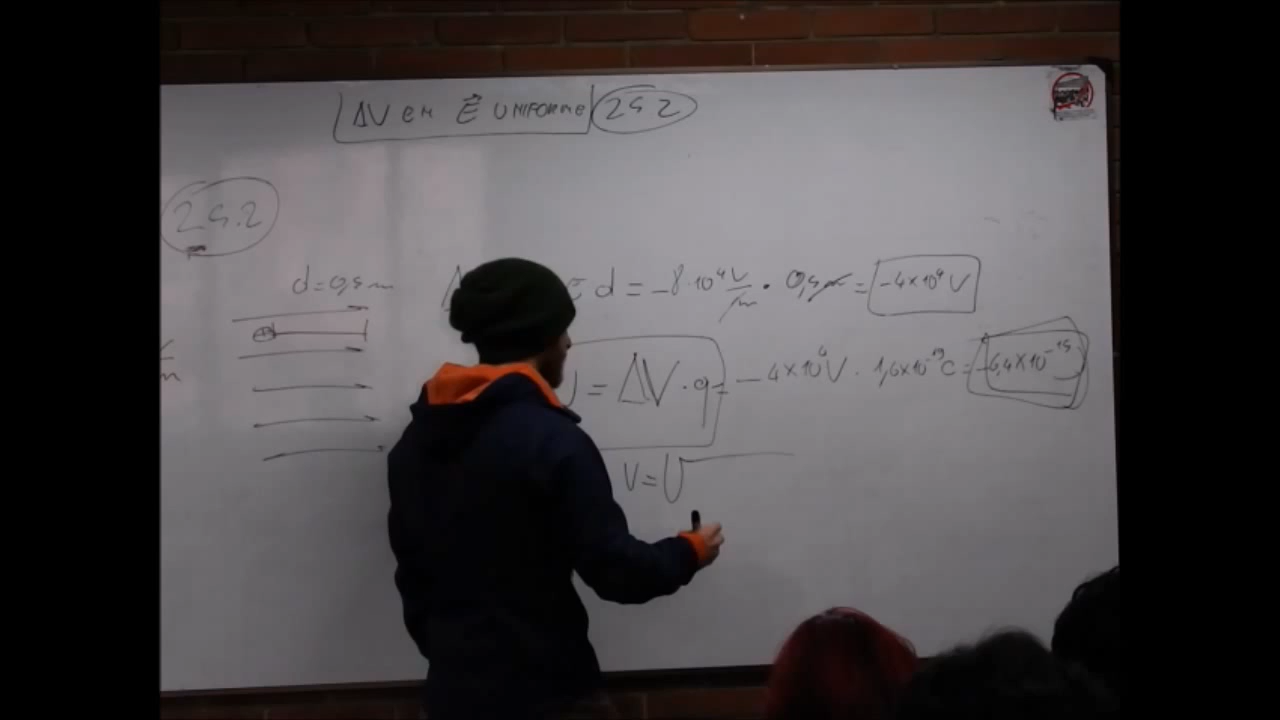 ΔV em E⃗ UNIFORME 25.2
25.2
d=0,5m
d = -8·10⁴ V/m · 0,5m = -4×10⁴ V
= ΔV·q = -4×10⁴V · 1,6×10⁻¹⁹C = -6,4×10⁻¹⁵J
m
V=√